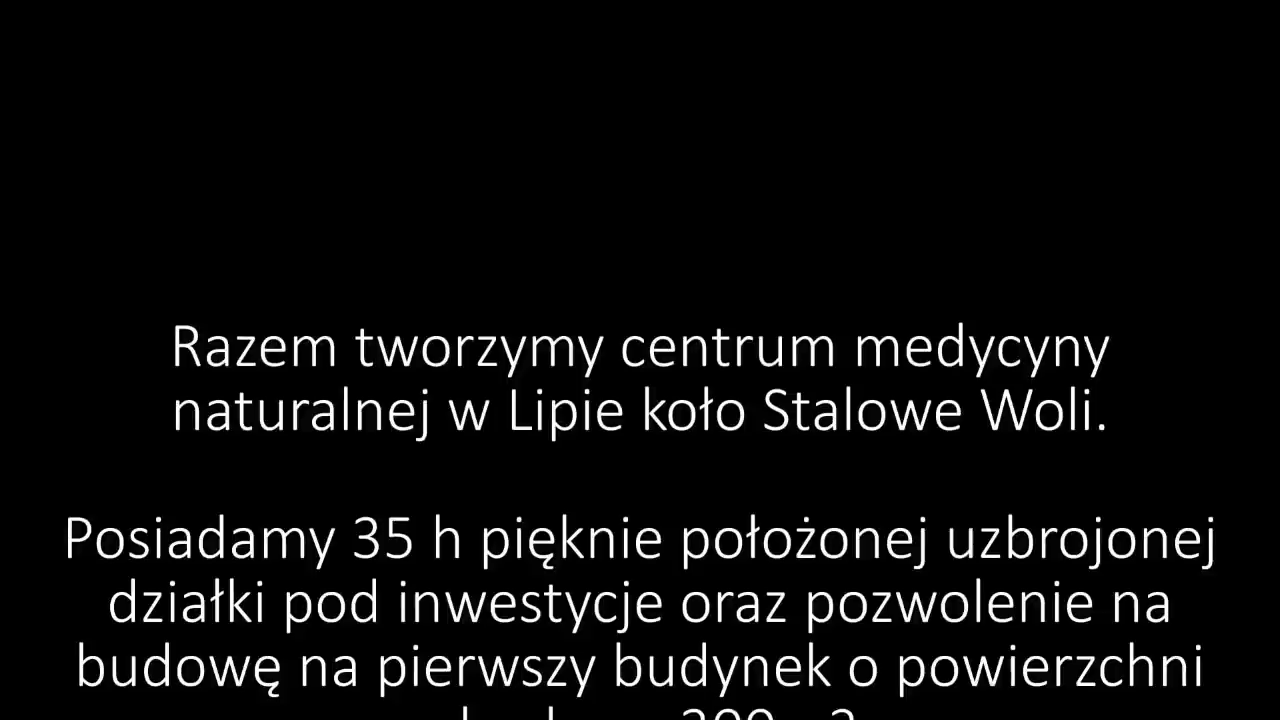 Razem tworzymy centrum medycyny
naturalnej w Lipie koło Stalowe Woli.
Posiadamy 35 h pięknie położonej uzbrojonej
działki pod inwestycje oraz pozwolenie na
budowę na pierwszy budynek o powierzchni